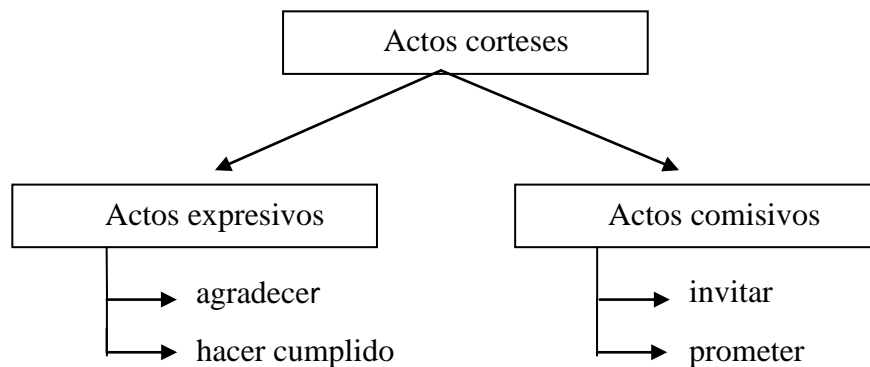 Actos corteses
Actos expresivos
Actos comisivos
agradecer
invitar
hacer cumplido
prometer